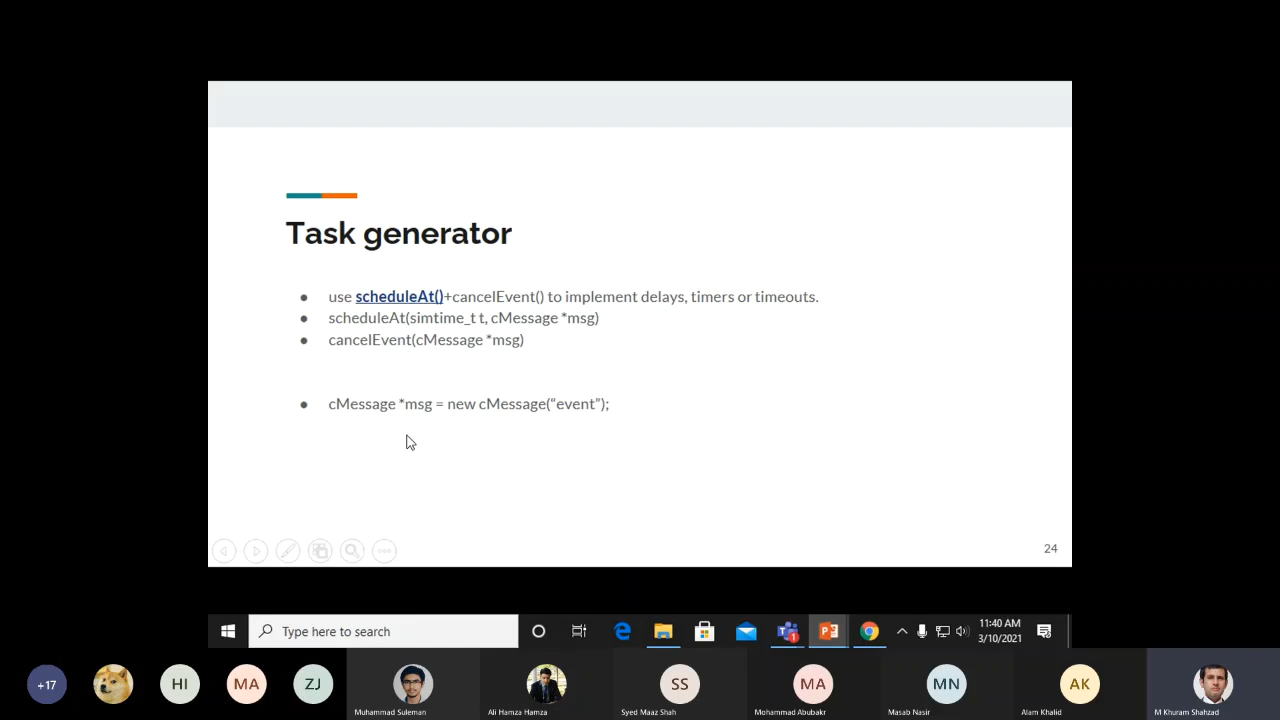 Task generator
use scheduleAt()+cancelEvent() to implement delays, timers or timeouts.
scheduleAt(simtime_t t, cMessage *msg)
cancelEvent(cMessage *msg)
cMessage *msg = new cMessage(“event”);
24
Type here to search
1
11:40 AM
3/10/2021
+17
HI
MA
ZJ
SS
MA
MN
AK
Muhammad Suleman
Ali Hamza Hamza
Syed Maaz Shah
Mohammad Abubakr
Masab Nasir
Alam Khalid
M Khuram Shahzad